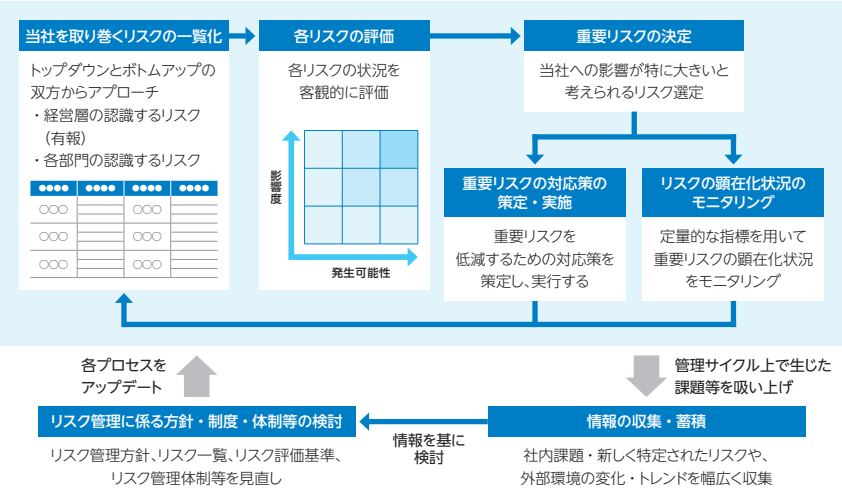 当社を取り巻くリスクの一覧化
トップダウンとボトムアップの
双方からアプローチ
・経営層の認識するリスク
（有報）
・各部門の認識するリスク
●●●● ●●●● ●●●● ●●●●
○○○ ○○○
○○○ ○○○
○○○ ○○○
各リスクの評価
各リスクの状況を
客観的に評価
影響度
発生可能性
重要リスクの決定
当社への影響が特に大きいと
考えられるリスク選定
重要リスクの対応策の
策定・実施
重要リスクを
低減するための対応策を
策定し、実行する
リスクの顕在化状況の
モニタリング
定量的な指標を用いて
重要リスクの顕在化状況
をモニタリング
管理サイクル上で生じた
課題等を吸い上げ
情報の収集・蓄積
社内課題・新しく特定されたリスクや、
外部環境の変化・トレンドを幅広く収集
情報を基に
検討
リスク管理に係る方針・制度・体制等の検討
リスク管理方針、リスク一覧、リスク評価基準、
リスク管理体制等を見直し
各プロセスを
アップデート